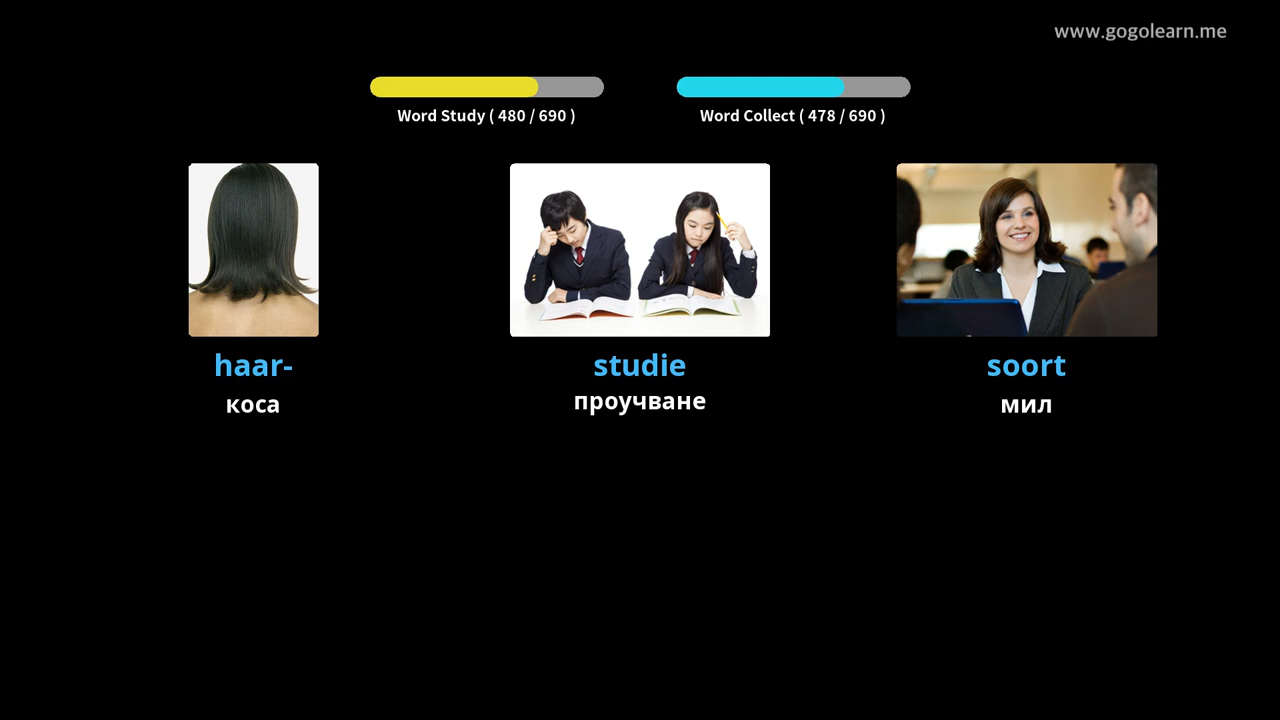 www.gogolearn.me
Word Study ( 480 / 690 )
Word Collect ( 478 / 690 )
haar-
коса
studie
проучване
soort
мил